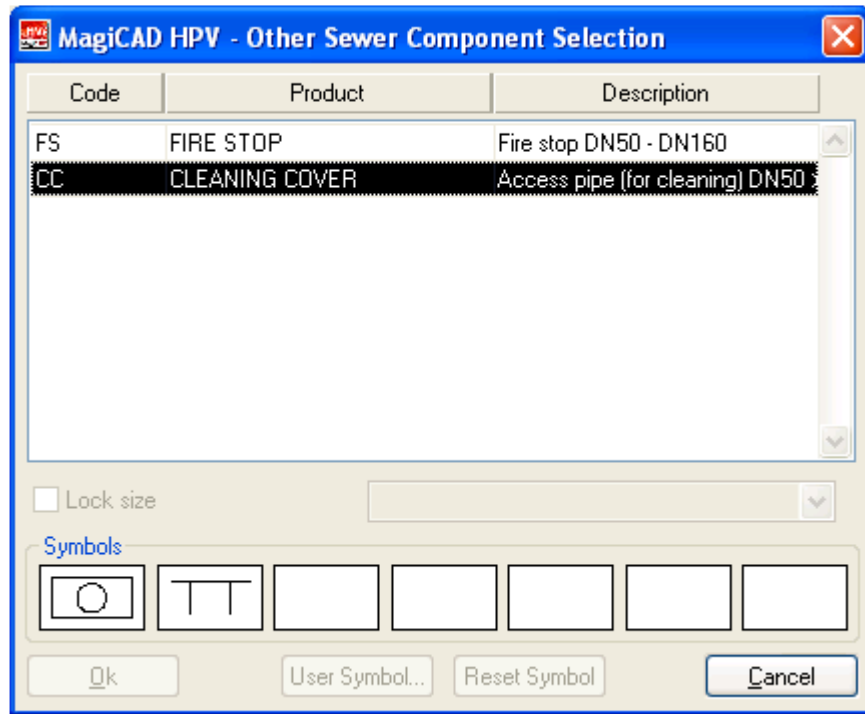 MagiCAD HPV - Other Sewer Component Selection
Code Product Description
FS FIRE STOP Fire stop DN50 - DN160
CC CLEANING COVER Access pipe (for cleaning) DN50
Lock size
Symbols
Ok User Symbol... Reset Symbol Cancel